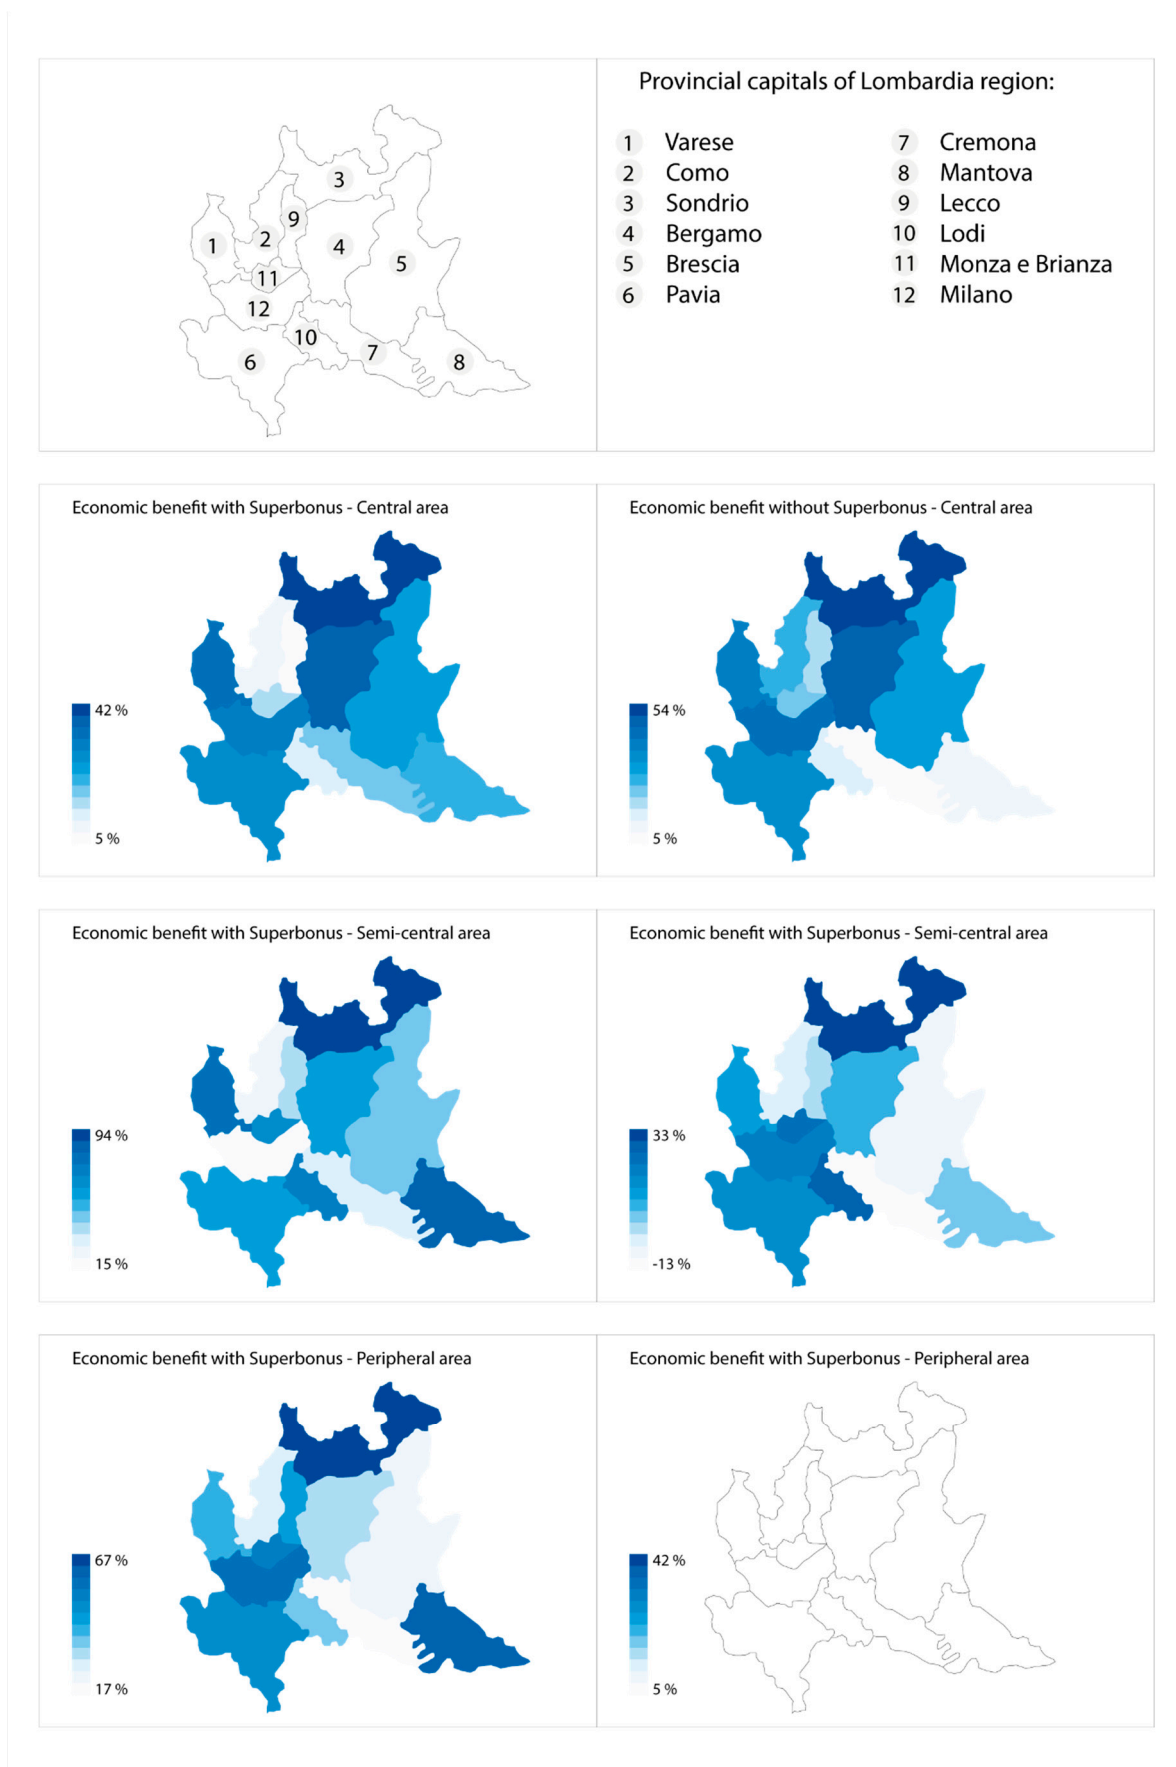 3
9
1
2
4
5
11
12
10
7
6
8
Provincial capitals of Lombardia region:
1 Varese
2 Como
3 Sondrio
4 Bergamo
5 Brescia
6 Pavia
7 Cremona
8 Mantova
9 Lecco
10 Lodi
11 Monza e Brianza
12 Milano
Economic benefit with Superbonus - Central area
42 %
5 %
Economic benefit without Superbonus - Central area
54 %
5 %
Economic benefit with Superbonus - Semi-central area
94 %
15 %
Economic benefit with Superbonus - Semi-central area
33 %
-13 %
Economic benefit with Superbonus - Peripheral area
67 %
17 %
Economic benefit with Superbonus - Peripheral area
42 %
5 %